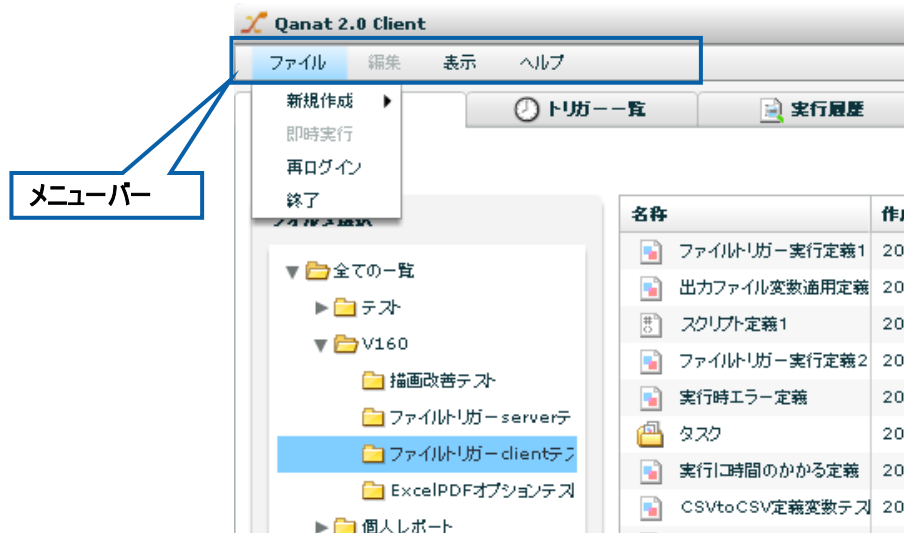 Qanat 2.0 Client
ファイル 編集 表示 ヘルプ
新規作成
即時実行
再ログイン
終了
メニューバー
トリガー一覧
実行履歴
全ての一覧
テスト
V160
描画改善テスト
ファイルトリガーserverテ
ファイルトリガーclientテス
ExcelPDFオプションテス
個人レポート
名称 作成
ファイルトリガー実行定義1 20
出力ファイル変数適用定義 20
スクリプト定義1 20
ファイルトリガー実行定義2 20
実行時エラー定義 20
タスク 20
実行に時間のかかる定義 20
CSVtoCSV定義変数テス 20